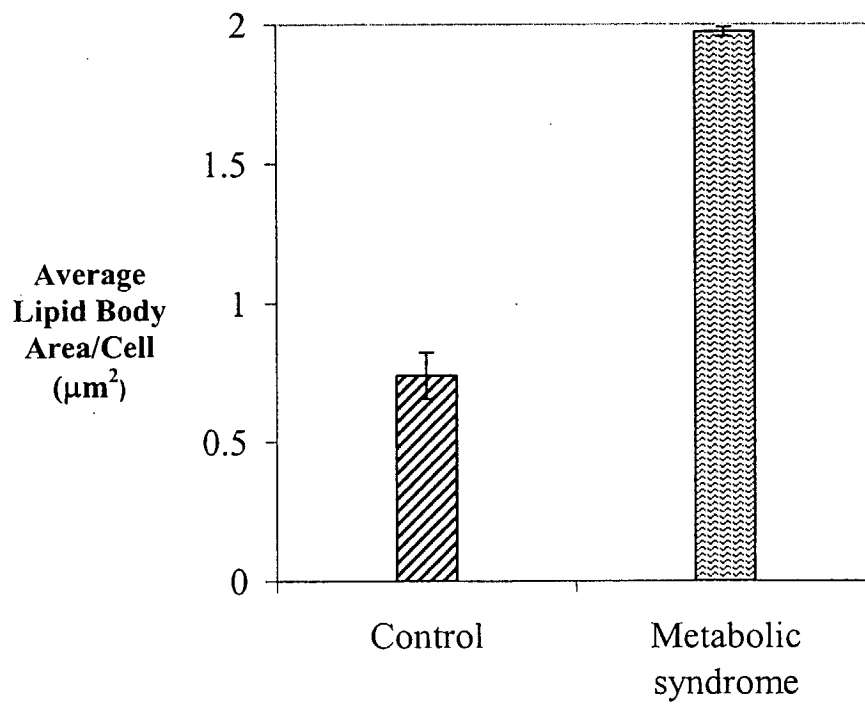 2
1.5
1
0.5
0
Average
Lipid Body
Area/Cell
(μm²)
Control
Metabolic
syndrome